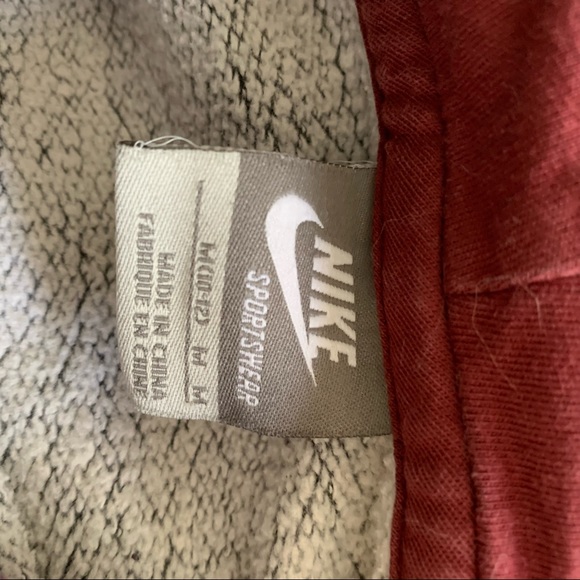 NIKE
SPORTSWEAR
M(10-12) M M
MADE IN CHINA
FABRIQUE EN CHINE